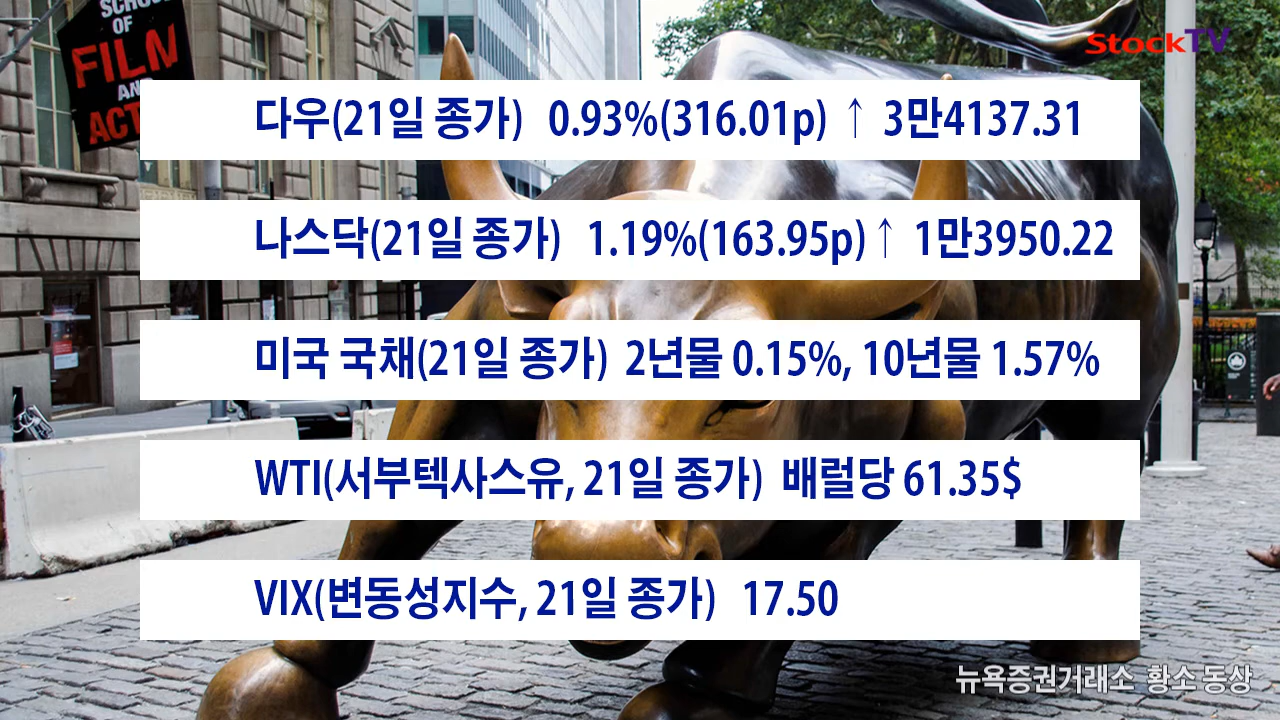 SCHOOL
OF
FILM
AND
StockTV
다우(21일 종가) 0.93%(316.01p) ↑ 3만4137.31
나스닥(21일 종가) 1.19%(163.95p)↑ 1만3950.22
미국 국채(21일 종가) 2년물 0.15%, 10년물 1.57%
WTI(서부텍사스유, 21일 종가) 배럴당 61.35$
VIX(변동성지수, 21일 종가) 17.50
뉴욕증권거래소 황소 동상